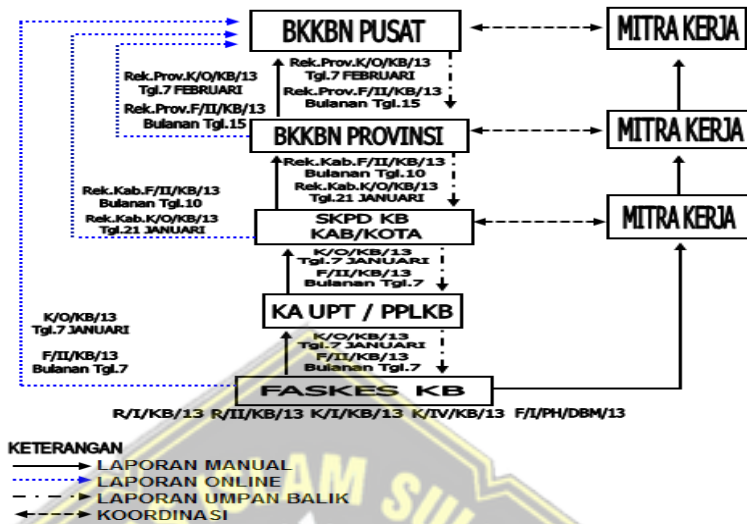 BKKBN PUSAT
MITRA KERJA
Rek.Prov.K/O/KB/13
Tgl.7 FEBRUARI
Rek.Prov.F/II/KB/13
Bulanan Tgl.15
Rek.Prov.K/O/KB/13
Tgl.7 FEBRUARI
Rek.Prov.F/II/KB/13
Bulanan Tgl.15
BKKBN PROVINSI
MITRA KERJA
Rek.Kab.F/II/KB/13
Bulanan Tgl.10
Rek.Kab.K/O/KB/13
Tgl.21 JANUARI
Rek.Kab.F/II/KB/13
Bulanan Tgl.10
Rek.Kab.K/O/KB/13
Tgl.21 JANUARI
SKPD KB
KAB/KOTA
MITRA KERJA
K/O/KB/13
Tgl.7 JANUARI
F/II/KB/13
Bulanan Tgl.7
KA UPT / PPLKB
K/O/KB/13
Tgl.7 JANUARI
F/II/KB/13
Bulanan Tgl.7
K/O/KB/13
Tgl.7 JANUARI
F/II/KB/13
Bulanan Tgl.7
FASKES KB
R/I/KB/13 R/II/KB/13 K/I/KB/13 K/IV/KB/13 F/I/PH/DBM/13
KETERANGAN
LAPORAN MANUAL
LAPORAN ONLINE
LAPORAN UMPAN BALIK
KOORDINASI
ISLAM SU